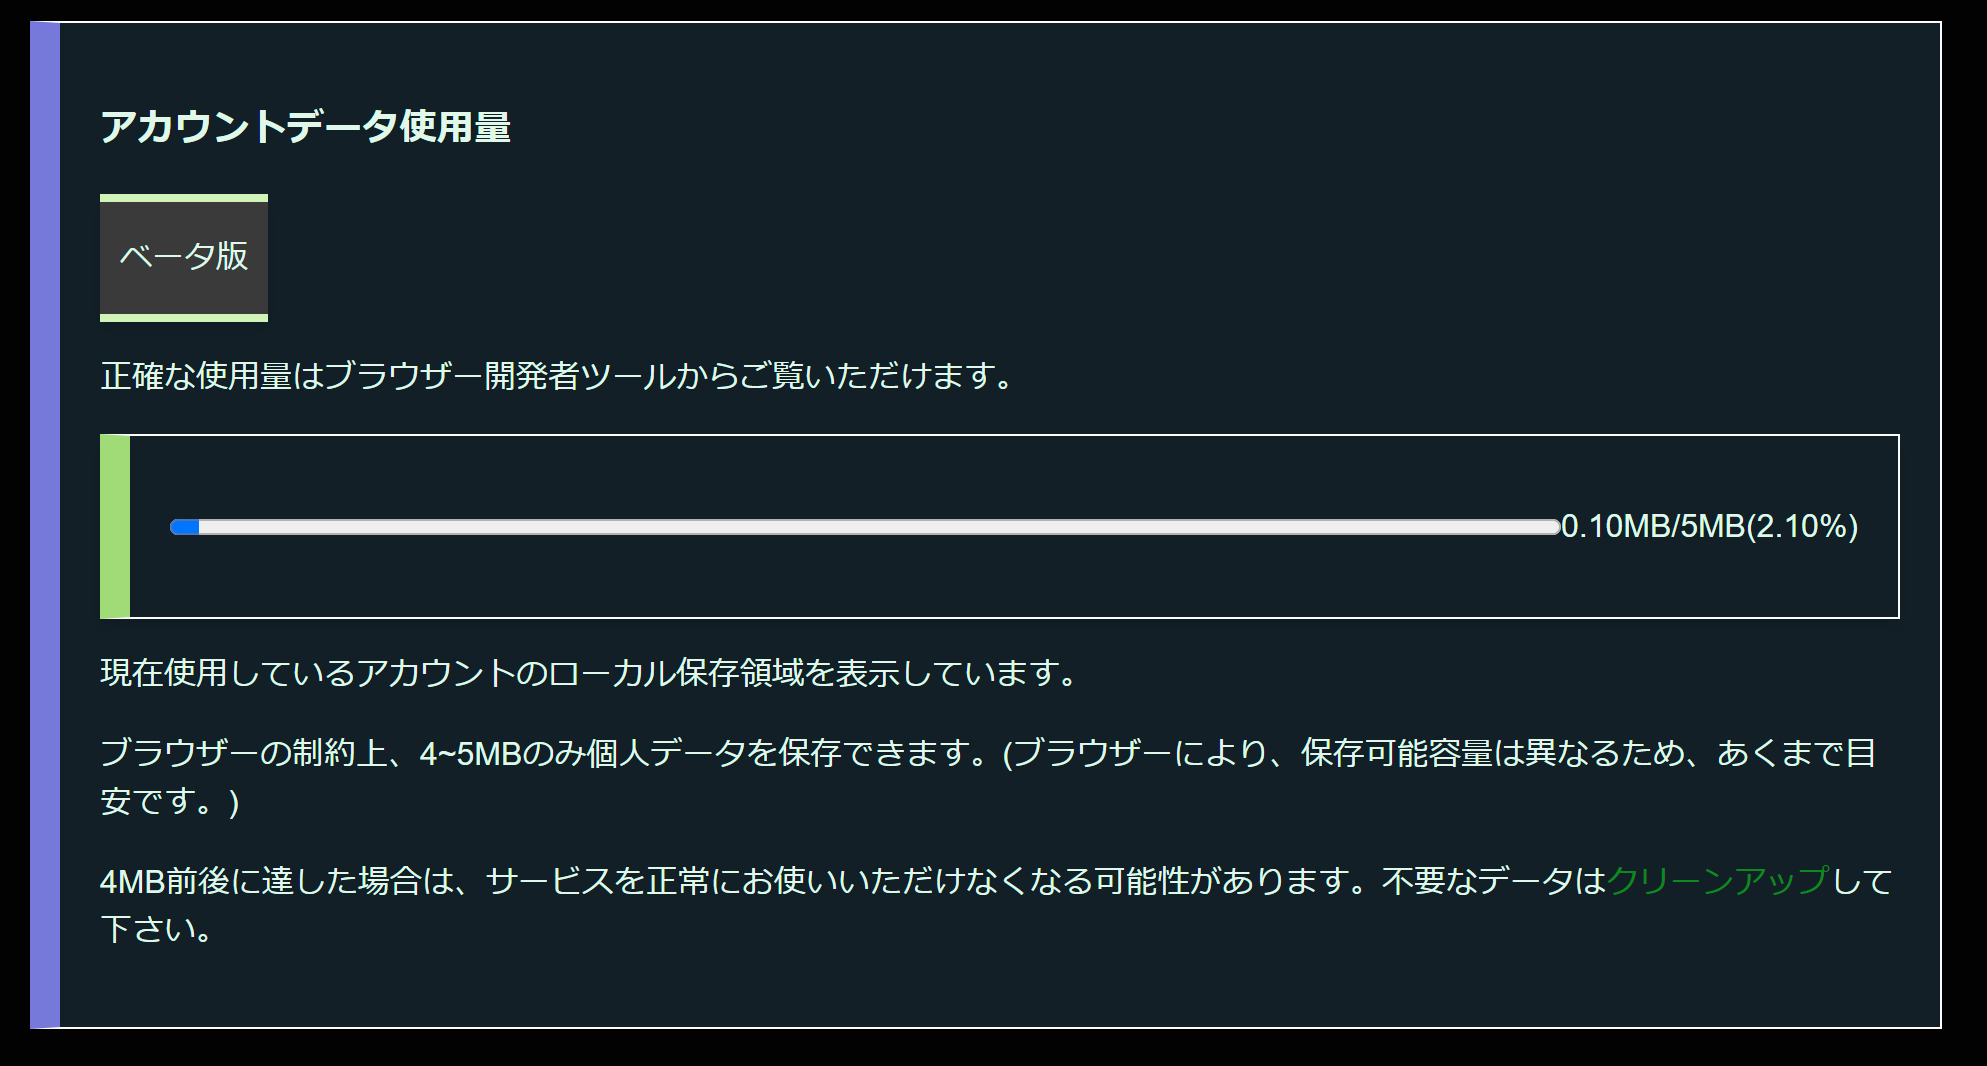 アカウントデータ使用量
ベータ版
正確な使用量はブラウザー開発者ツールからご覧いただけます。
0.10MB/5MB(2.10%)
現在使用しているアカウントのローカル保存領域を表示しています。
ブラウザーの制約上、4~5MBのみ個人データを保存できます。(ブラウザーにより、保存可能容量は異なるため、あくまで目
安です。)
4MB前後に達した場合は、サービスを正常にお使いいただけなくなる可能性があります。不要なデータはクリーンアップして
下さい。